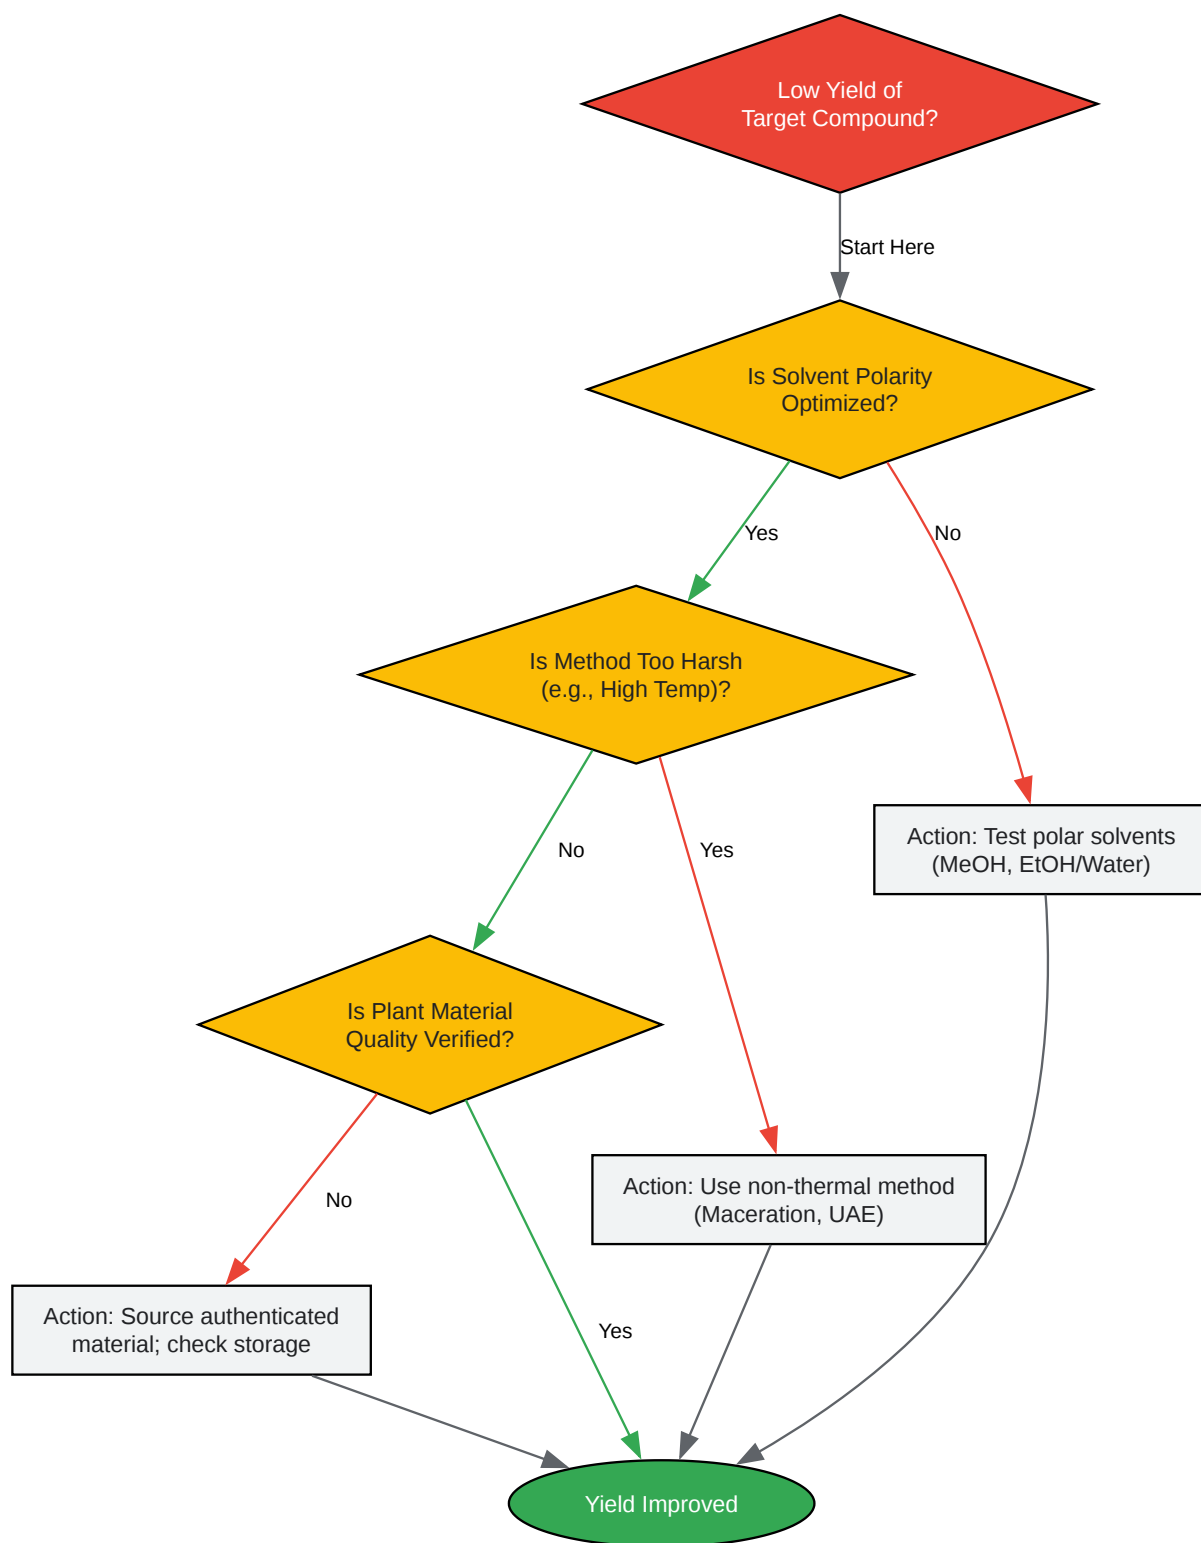 Low Yield of
Target Compound?
Start Here
Is Solvent Polarity
Optimized?
Yes
No
Is Method Too Harsh
(e.g., High Temp)?
No
Yes
Action: Test polar solvents
(MeOH, EtOH/Water)
Is Plant Material
Quality Verified?
No
Yes
Action: Use non-thermal method
(Maceration, UAE)
Action: Source authenticated
material; check storage
Yield Improved